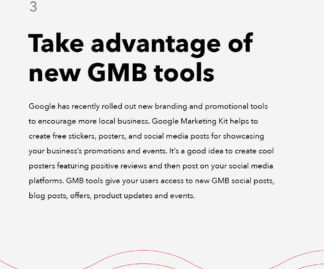 3
Take advantage of
new GMB tools
Google has recently rolled out new branding and promotional tools
to encourage more local business. Google Marketing Kit helps to
create free stickers, posters, and social media posts for showcasing
your business's promotions and events. It's a good idea to create cool
posters featuring positive reviews and then post on your social media
platforms. GMB tools give your users access to new GMB social posts,
blog posts, offers, product updates and events.